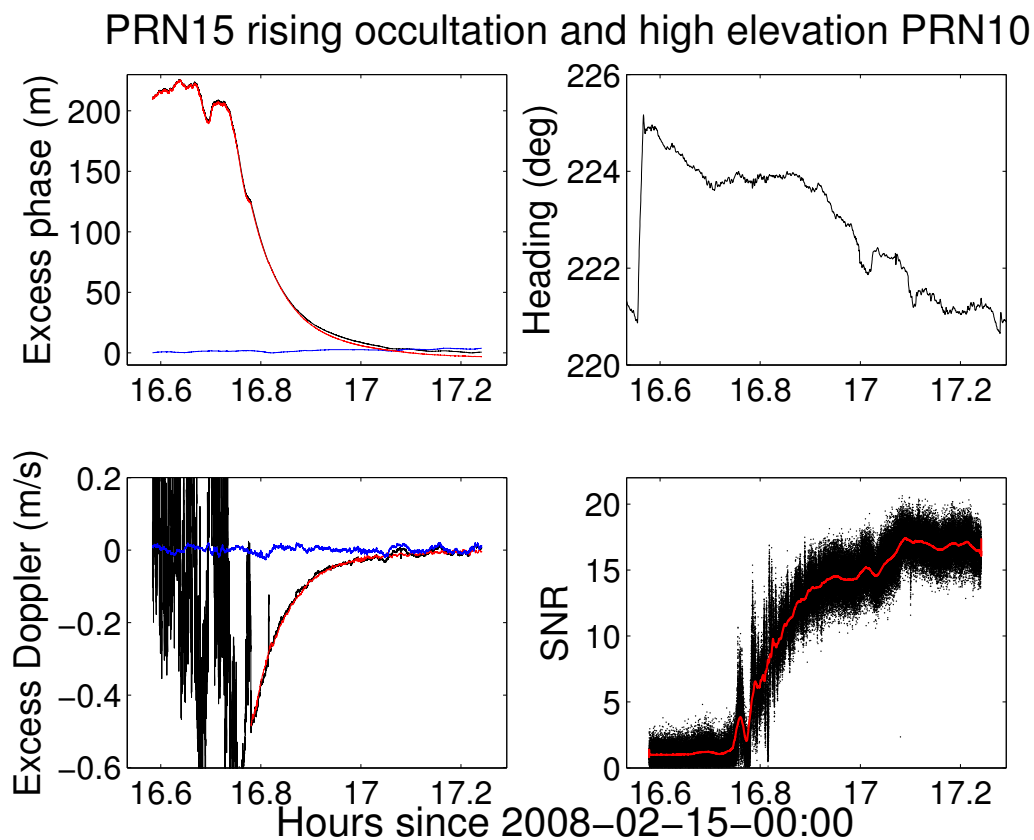 PRN15 rising occultation and high elevation PRN10
Excess phase (m)
200
150
100
50
0
16.6 16.8 17 17.2
Heading (deg)
226
224
222
220
16.6 16.8 17 17.2
Excess Doppler (m/s)
0.2
0
−0.2
−0.4
−0.6
16.6 16.8 17 17.2
SNR
20
15
10
5
0
16.6 16.8 17 17.2
Hours since 2008−02−15−00:00